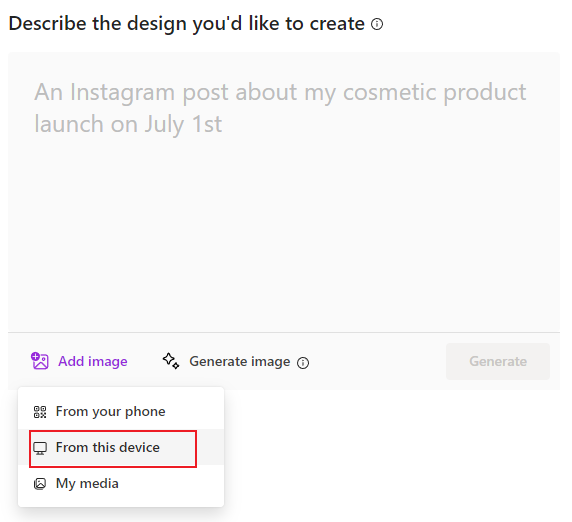 Describe the design you'd like to create
An Instagram post about my cosmetic product
launch on July 1st
Add image
Generate image
Generate
From your phone
From this device
My media